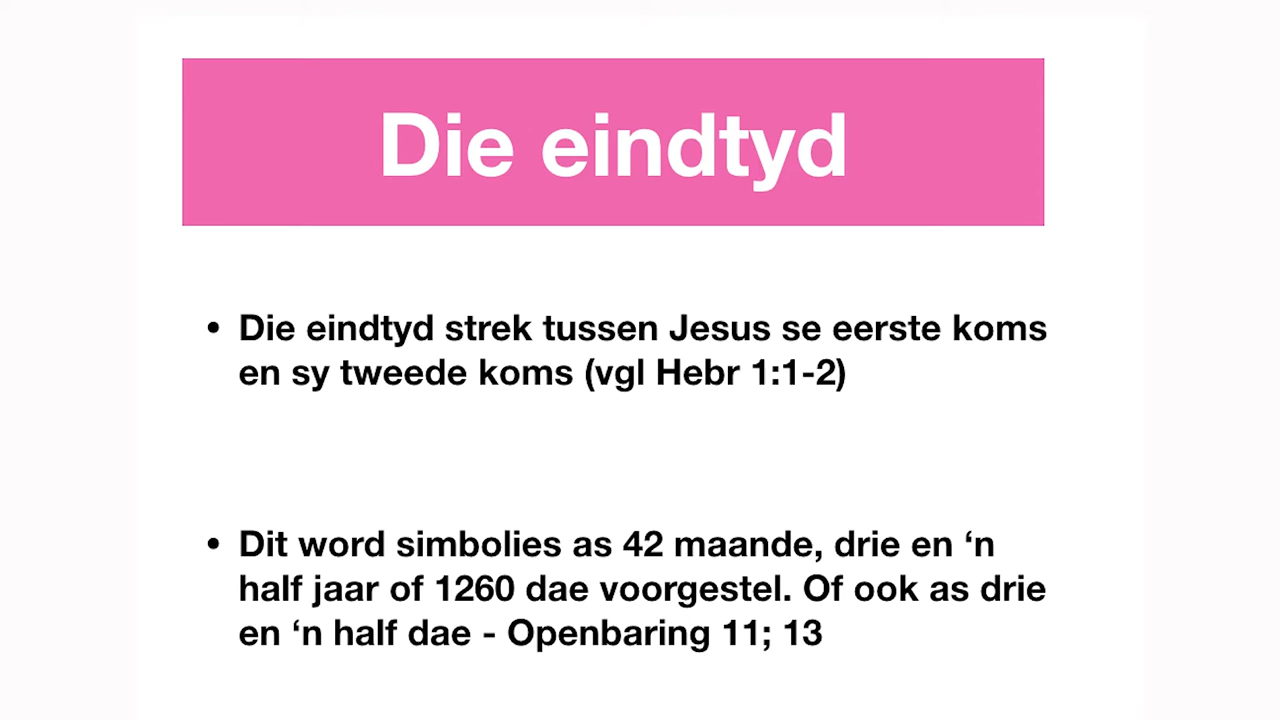 Die eindtyd
• Die eindtyd strek tussen Jesus se eerste koms
en sy tweede koms (vgl Hebr 1:1-2)
• Dit word simbolies as 42 maande, drie en ‘n
half jaar of 1260 dae voorgestel. Of ook as drie
en ‘n half dae - Openbaring 11; 13